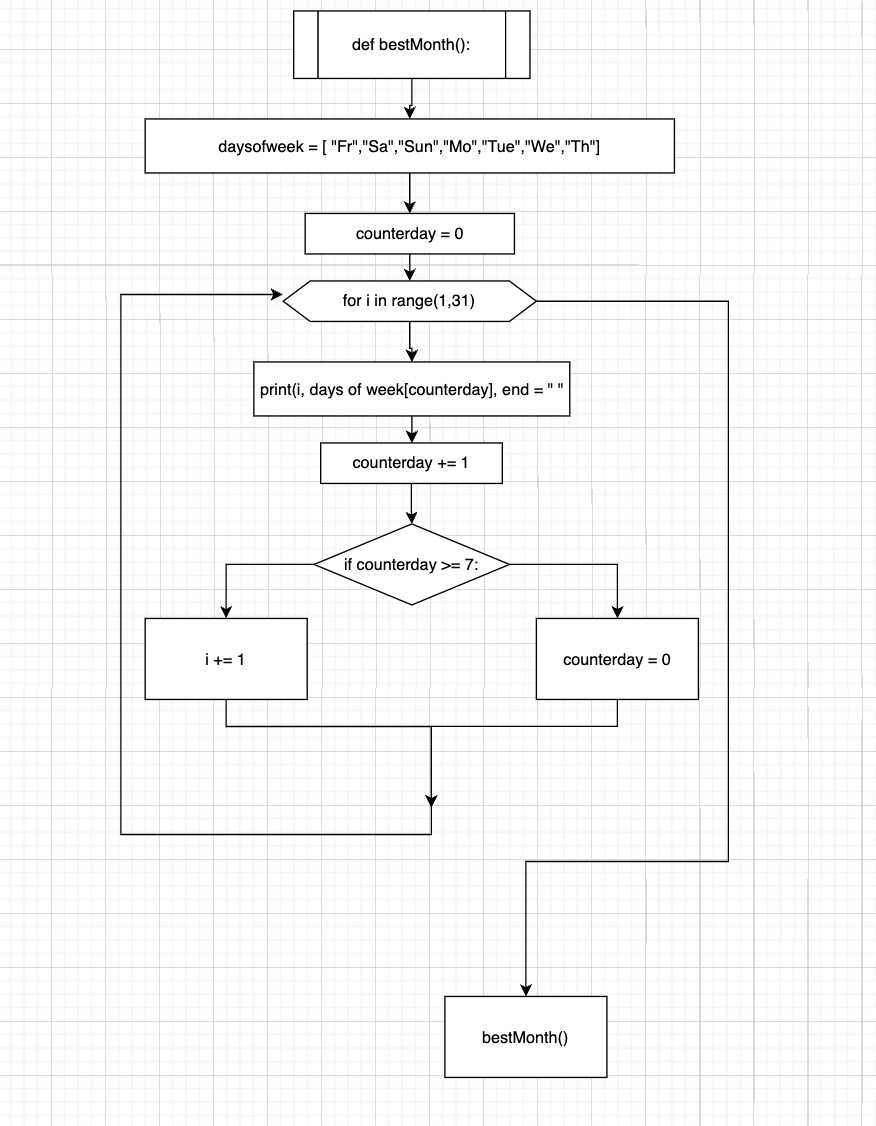 def bestMonth():
daysofweek = [ "Fr","Sa","Sun","Mo","Tue","We","Th"]
counterday = 0
for i in range(1,31)
print(i, days of week[counterday], end = " "
counterday += 1
if counterday >= 7:
i += 1
counterday = 0
bestMonth()